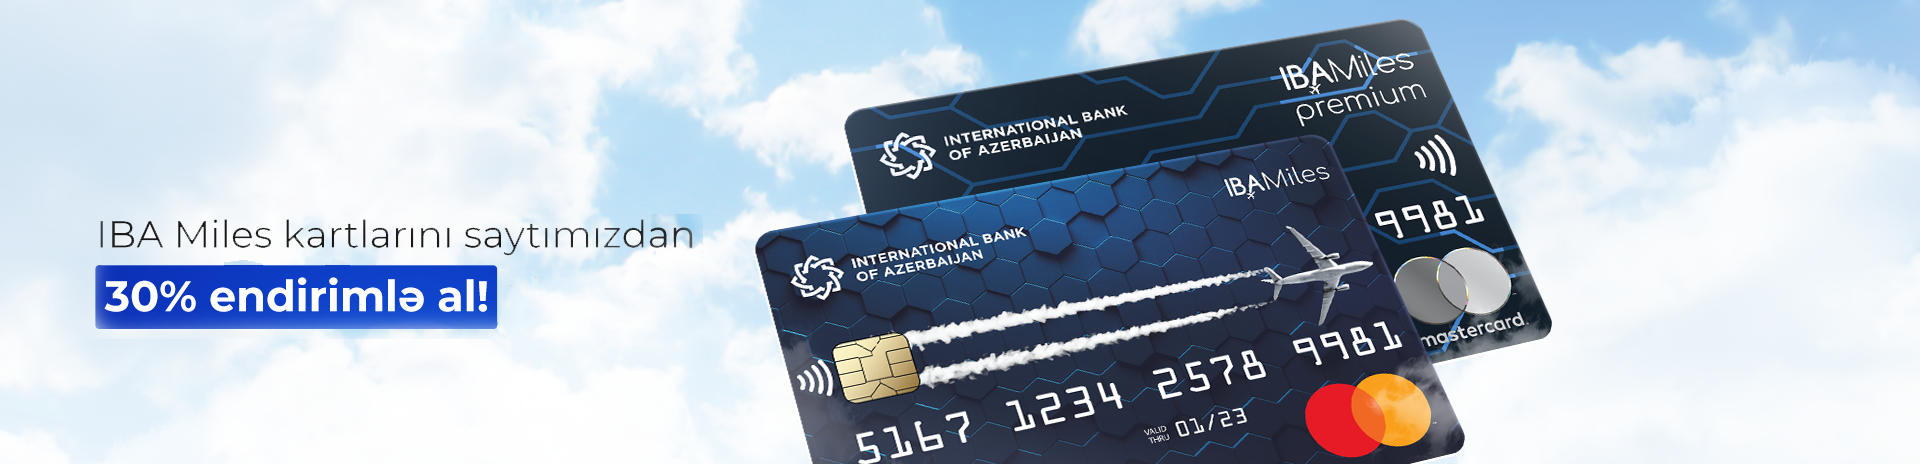 IBA Miles kartlarını saytımızdan
30% endirimlə al!
INTERNATIONAL BANK
OF AZERBAIJAN
IBAMiles
premium
9981
mastercard.
INTERNATIONAL BANK
OF AZERBAIJAN
IBAMiles
5167 1234 2578 9981
VALID
THRU 01/23